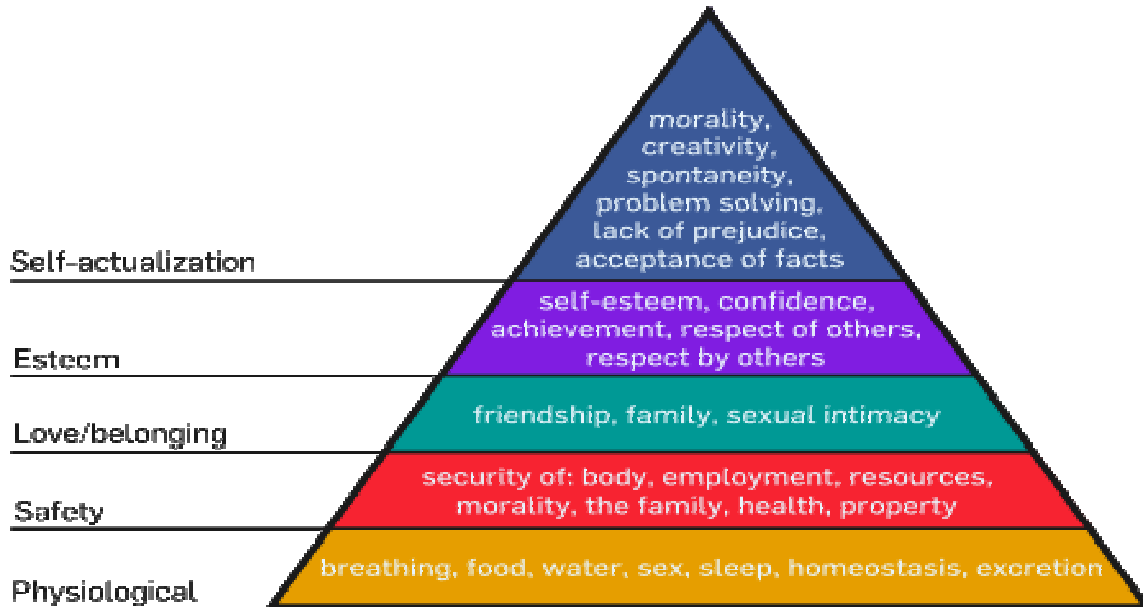 morality,
creativity,
spontaneity,
problem solving,
lack of prejudice,
acceptance of facts
Self-actualization
self-esteem, confidence,
achievement, respect of others,
respect by others
Esteem
friendship, family, sexual intimacy
Love/belonging
security of: body, employment, resources,
morality, the family, health, property
Safety
breathing, food, water, sex, sleep, homeostasis, excretion
Physiological